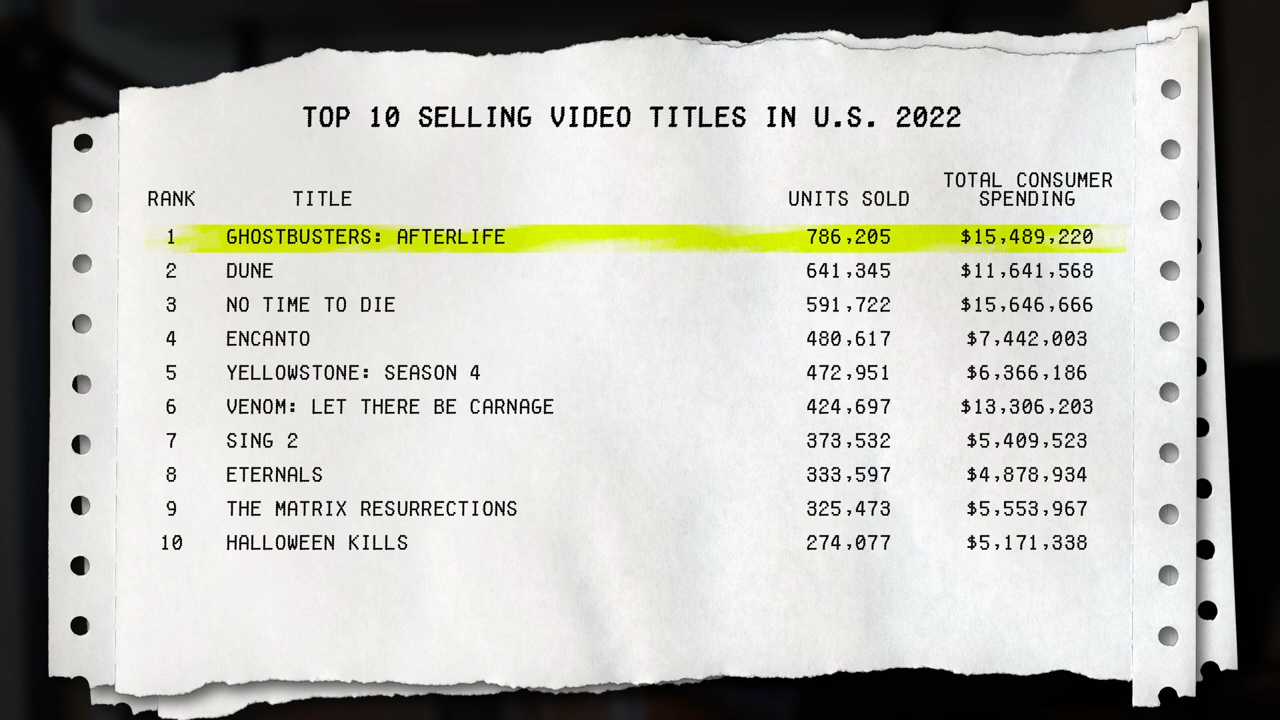 TOP 10 SELLING VIDEO TITLES IN U.S. 2022
TOTAL CONSUMER
RANK TITLE UNITS SOLD SPENDING
1 GHOSTBUSTERS: AFTERLIFE 786,205 $15,489,220
2 DUNE 641,345 $11,641,568
3 NO TIME TO DIE 591,722 $15,646,666
4 ENCANTO 480,617 $7,442,003
5 YELLOWSTONE: SEASON 4 472,951 $6,366,186
6 VENOM: LET THERE BE CARNAGE 424,697 $13,306,203
7 SING 2 373,532 $5,409,523
8 ETERNALS 333,597 $4,878,934
9 THE MATRIX RESURRECTIONS 325,473 $5,553,967
10 HALLOWEEN KILLS 274,077 $5,171,338